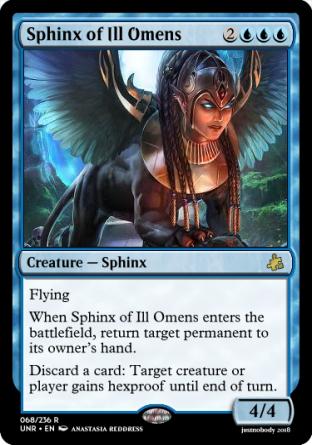 Sphinx of Ill Omens 2
Creature — Sphinx
Flying
When Sphinx of Ill Omens enters the
battlefield, return target permanent to
its owner's hand.
Discard a card: Target creature or
player gains hexproof until end of turn.
4/4
068/236 R
UNR • EN ANASTASIA REDDRESS
justnobody 2018